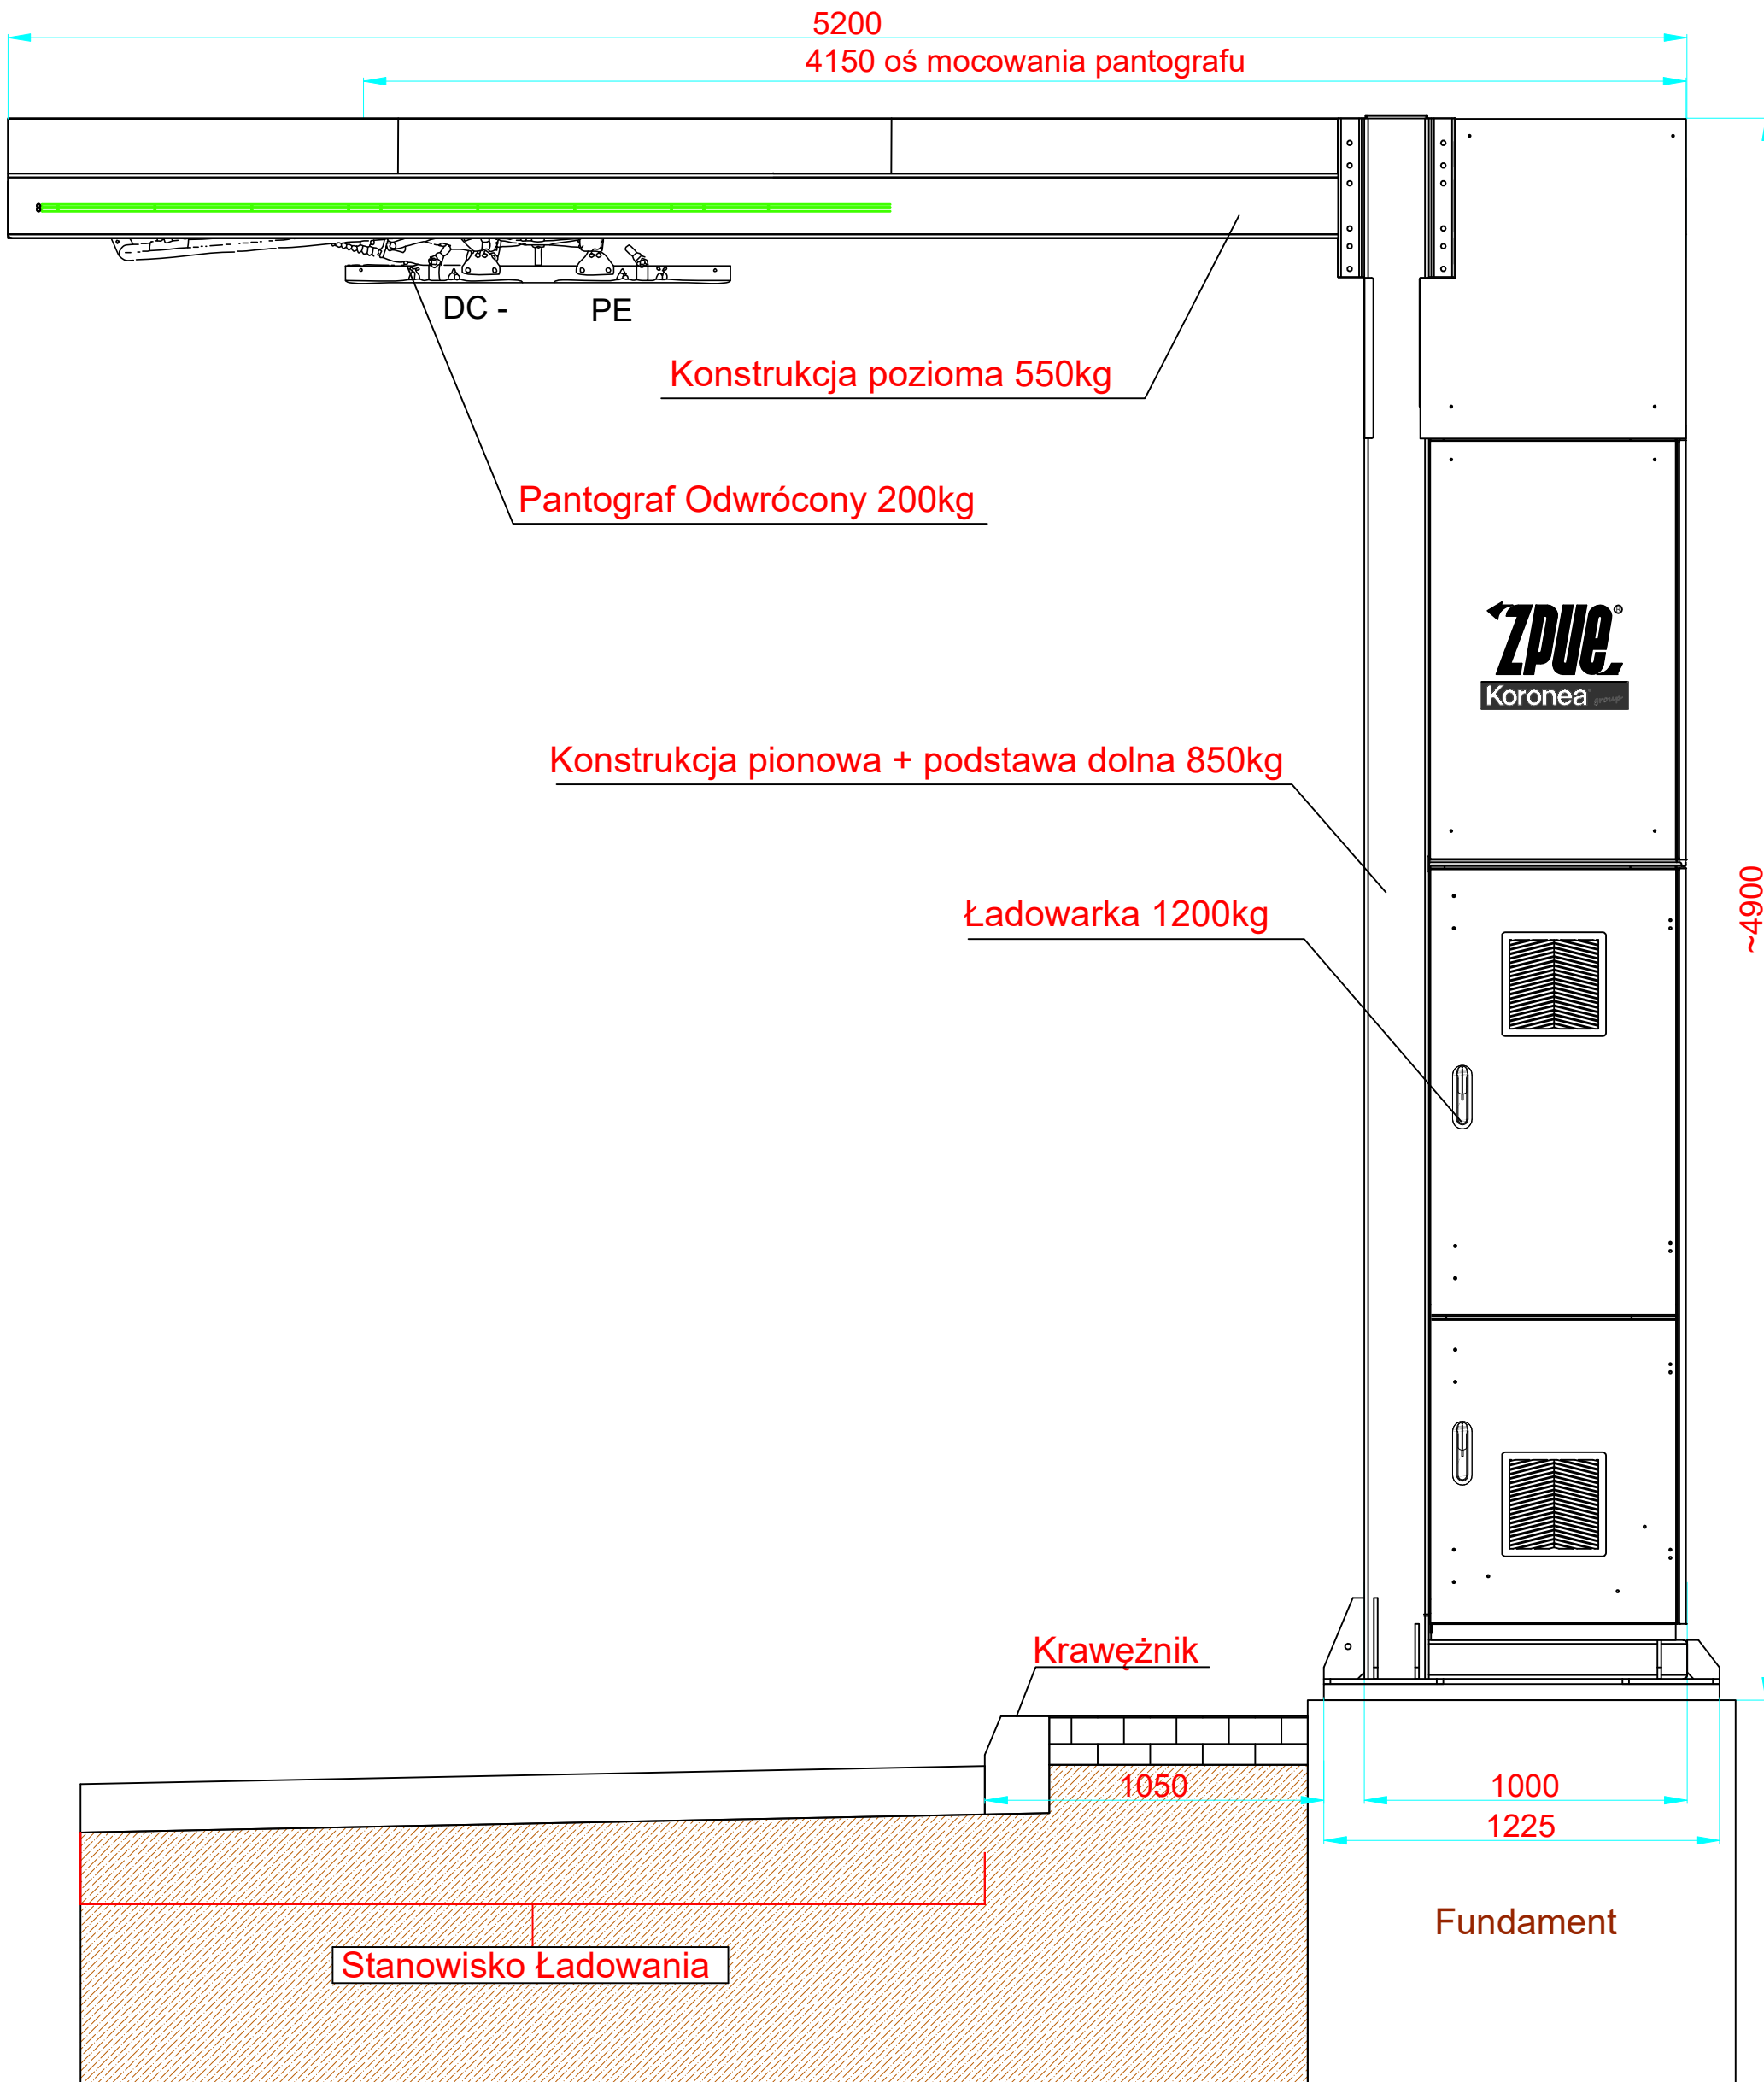 5200
4150 oś mocowania pantografu
DC -
PE
Konstrukcja pozioma 550kg
Pantograf Odwrócony 200kg
ZPUE®
Koronea group
Konstrukcja pionowa + podstawa dolna 850kg
Ładowarka 1200kg
~4900
Krawężnik
1050
1000
1225
Fundament
Stanowisko Ładowania